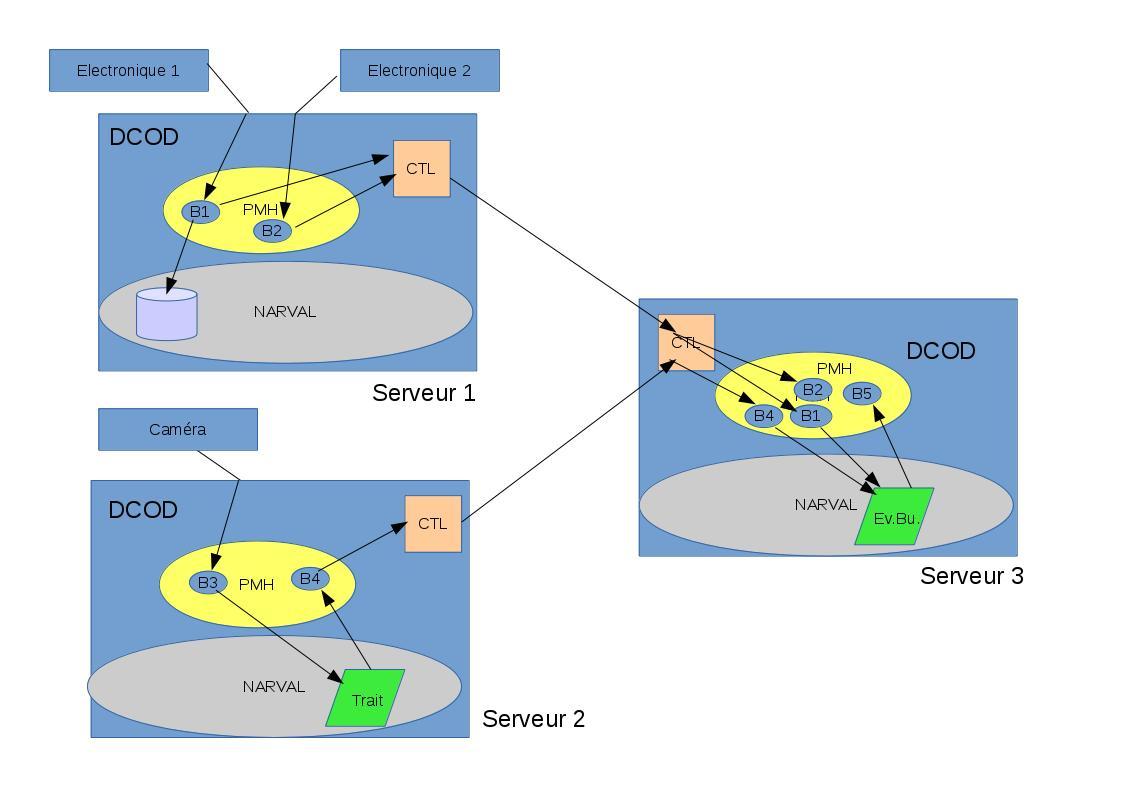 Electronique 1
Electronique 2
DCOD
CTL
B1
PMH
B2
NARVAL
Serveur 1
Caméra
DCOD
CTL
B3
PMH
B4
NARVAL
Trait
Serveur 2
CTL
DCOD
PMH
B2
B5
B4
B1
NARVAL
Ev.Bu.
Serveur 3